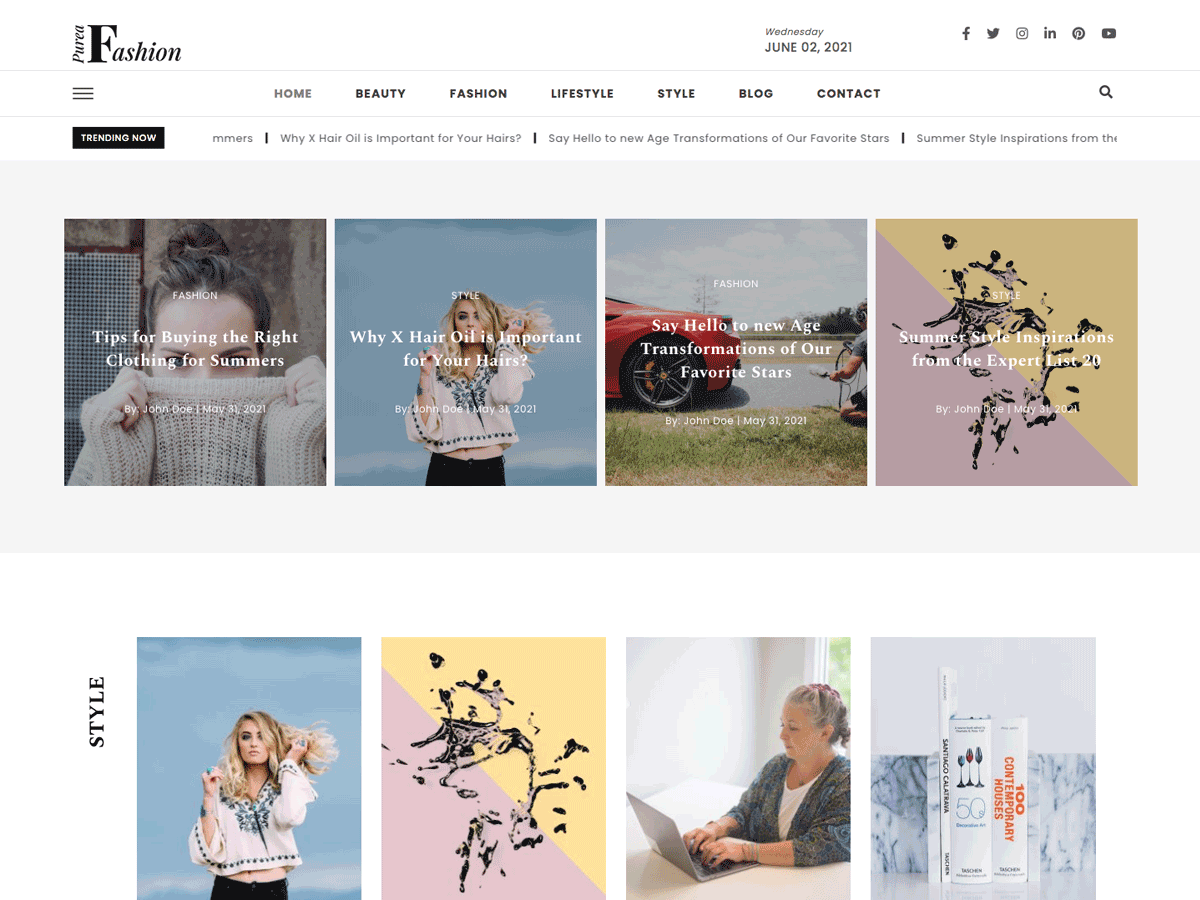 Purea
Fashion
Wednesday
JUNE 02, 2021
HOME BEAUTY FASHION LIFESTYLE STYLE BLOG CONTACT
TRENDING NOW
mmers | Why X Hair Oil is Important for Your Hairs? | Say Hello to new Age Transformations of Our Favorite Stars | Summer Style Inspirations from the
FASHION
Tips for Buying the Right
Clothing for Summers
By: John Doe | May 31, 2021
STYLE
Why X Hair Oil is Important
for Your Hairs?
By: John Doe | May 31, 2021
FASHION
Say Hello to new Age
Transformations of Our
Favorite Stars
By: John Doe | May 31, 2021
STYLE
Summer Style Inspirations
from the Expert List 20
By: John Doe | May 31, 2021
STYLE
SANTIAGO CALATRAVA
TASCHEN
50
Decorative Art
TASCHEN
100
CONTEMPORARY
HOUSES
TASCHEN